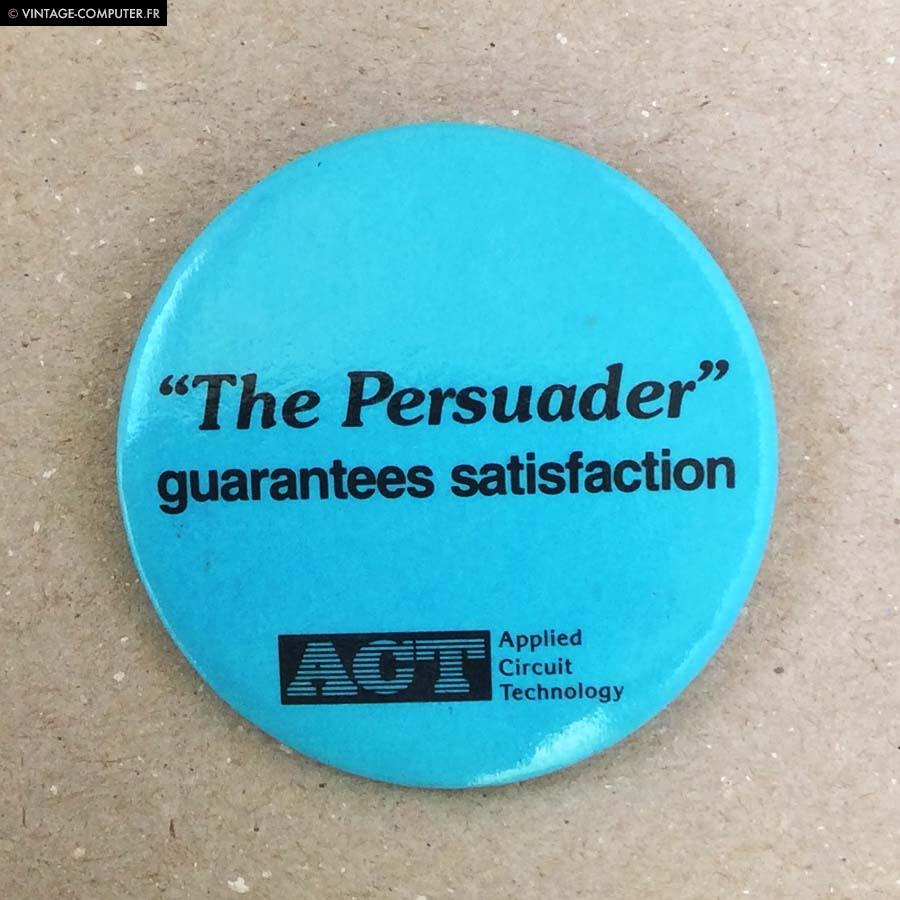 © VINTAGE-COMPUTER.FR
“The Persuader”
guarantees satisfaction
ACT
Applied
Circuit
Technology